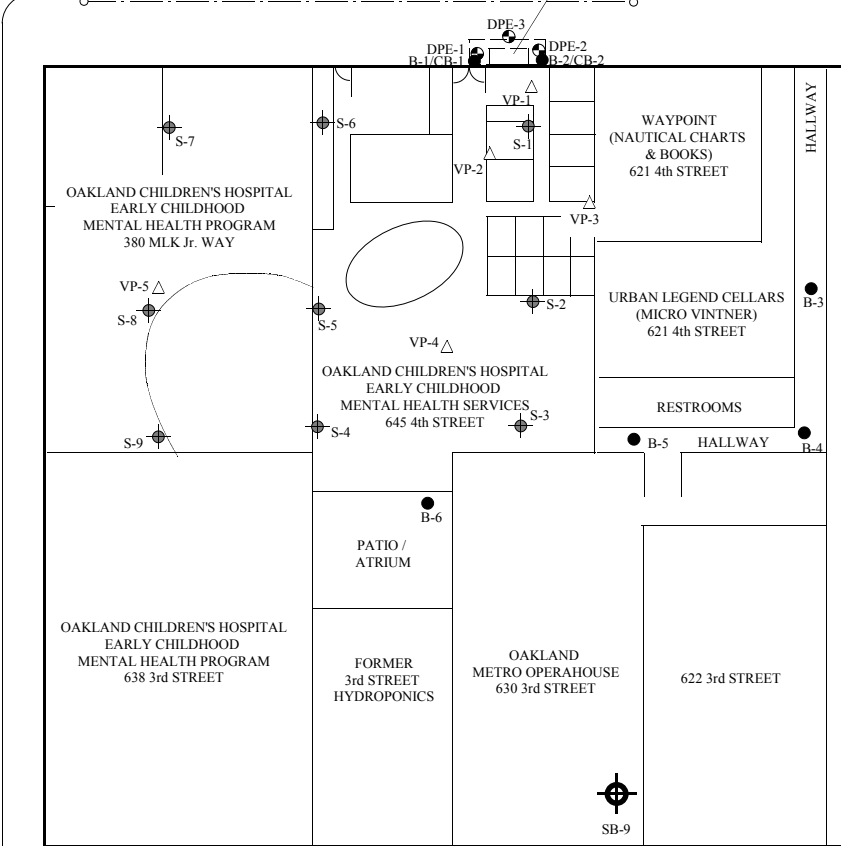 DPE-3
DPE-1
DPE-2
B-1/CB-1
B-2/CB-2
VP-1
S-7
S-6
S-1
VP-2
WAYPOINT
(NAUTICAL CHARTS
& BOOKS)
621 4th STREET
HALLWAY
OAKLAND CHILDREN'S HOSPITAL
EARLY CHILDHOOD
MENTAL HEALTH PROGRAM
380 MLK Jr. WAY
VP-3
VP-5
S-8
S-5
S-2
URBAN LEGEND CELLARS
(MICRO VINTNER)
621 4th STREET
B-3
VP-4
OAKLAND CHILDREN'S HOSPITAL
EARLY CHILDHOOD
MENTAL HEALTH SERVICES
645 4th STREET
RESTROOMS
S-3
S-9
S-4
B-5
HALLWAY
B-4
B-6
PATIO /
ATRIUM
OAKLAND CHILDREN'S HOSPITAL
EARLY CHILDHOOD
MENTAL HEALTH PROGRAM
638 3rd STREET
FORMER
3rd STREET
HYDROPONICS
OAKLAND
METRO OPERAHOUSE
630 3rd STREET
622 3rd STREET
SB-9